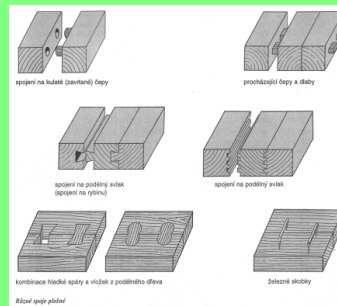 spojení na kulaté (zavrtané) čepy
procházející čepy a dlaby
spojení na podélný svlak
(spojení na rybinu)
spojení na podélný svlak
kombinace hladké spáry a vložek z podélného dřeva
železné skobky
Různé spoje plošné